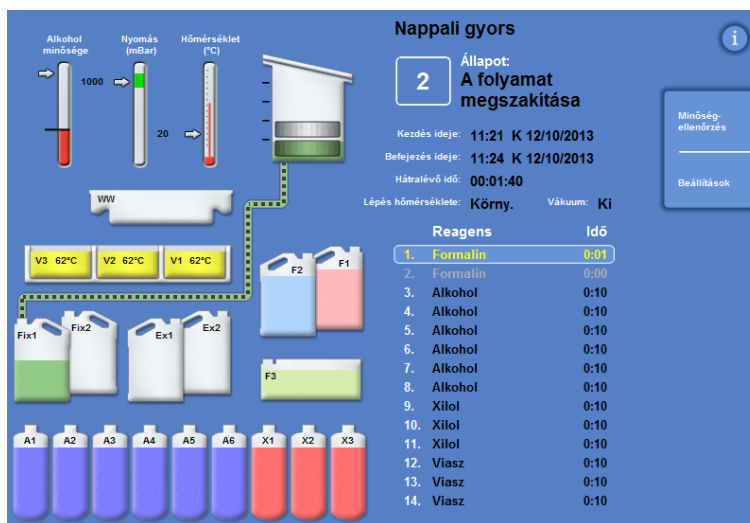 Alkohol
minősége
Nyomás
(mBar)
Hőmérséklet
(°C)
1000
20
WW
V3 62°C
V2 62°C
V1 62°C
F2
F1
Fix1
Fix2
Ex1
Ex2
F3
A1
A2
A3
A4
A5
A6
X1
X2
X3
Nappali gyors
2
Állapot:
A folyamat
megszakítása
Kezdés ideje: 11:21 K 12/10/2013
Befejezés ideje: 11:24 K 12/10/2013
Hátralévő idő: 00:01:40
Lépés hőmérséklete: Körny. Vákuum: Ki
Reagens Idő
1. Formalin 0:01
2. Formalin 0:00
3. Alkohol 0:10
4. Alkohol 0:10
5. Alkohol 0:10
6. Alkohol 0:10
7. Alkohol 0:10
8. Alkohol 0:10
9. Xilol 0:10
10. Xilol 0:10
11. Xilol 0:10
12. Viasz 0:10
13. Viasz 0:10
14. Viasz 0:10
i
Minőség-
ellenőrzés
Beállítások